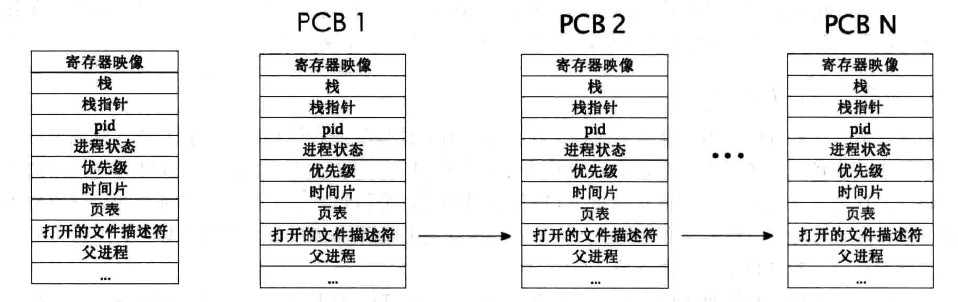 PCB 1
PCB 2
PCB N
寄存器映像
栈
栈指针
pid
进程状态
优先级
时间片
页表
打开的文件描述符
父进程
...
寄存器映像
栈
栈指针
pid
进程状态
优先级
时间片
页表
打开的文件描述符
父进程
...
寄存器映像
栈
栈指针
pid
进程状态
优先级
时间片
页表
打开的文件描述符
父进程
...
...
寄存器映像
栈
栈指针
pid
进程状态
优先级
时间片
页表
打开的文件描述符
父进程
...